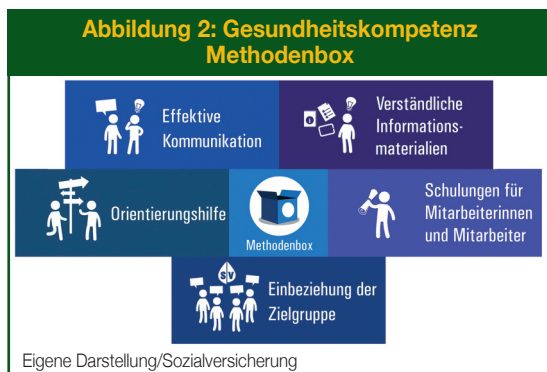 Abbildung 2: Gesundheitskompetenz
Methodenbox
Effektive
Kommunikation
Verständliche
Informations-
materialien
Orientierungshilfe
Methodenbox
Schulungen für
Mitarbeiterinnen
und Mitarbeiter
SV
Einbeziehung der
Zielgruppe
Eigene Darstellung/Sozialversicherung